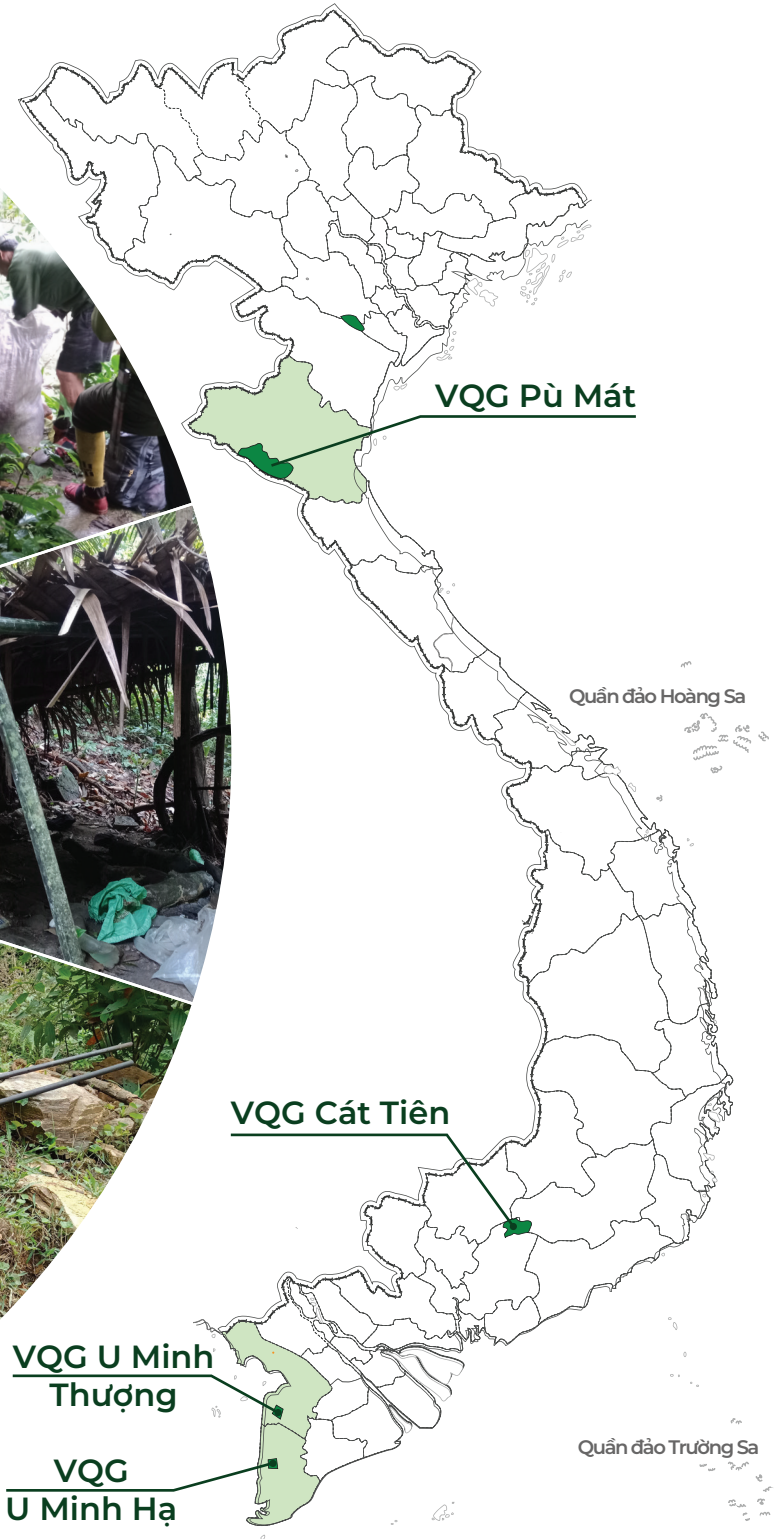 VQG Pù Mát
Quần đảo Hoàng Sa
VQG Cát Tiên
VQG U Minh
Thượng
Quần đảo Trường Sa
VQG
U Minh Hạ